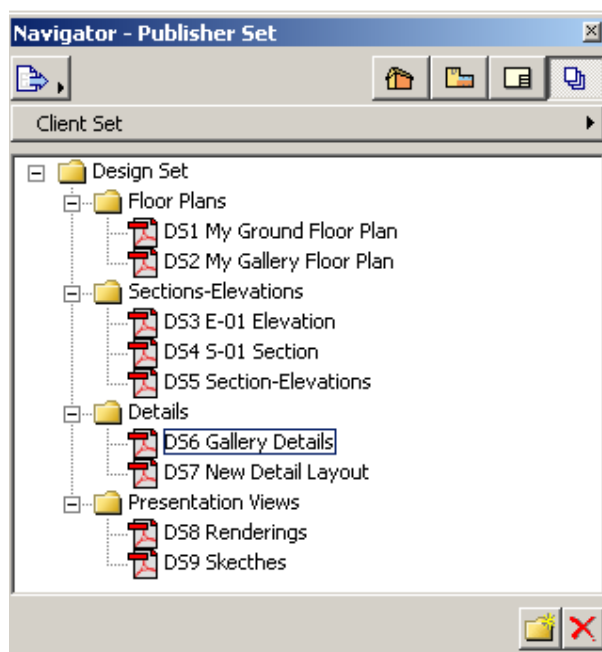 Navigator - Publisher Set
Client Set
Design Set
Floor Plans
DS1 My Ground Floor Plan
DS2 My Gallery Floor Plan
Sections-Elevations
DS3 E-01 Elevation
DS4 S-01 Section
DS5 Section-Elevations
Details
DS6 Gallery Details
DS7 New Detail Layout
Presentation Views
DS8 Renderings
DS9 Skecthes